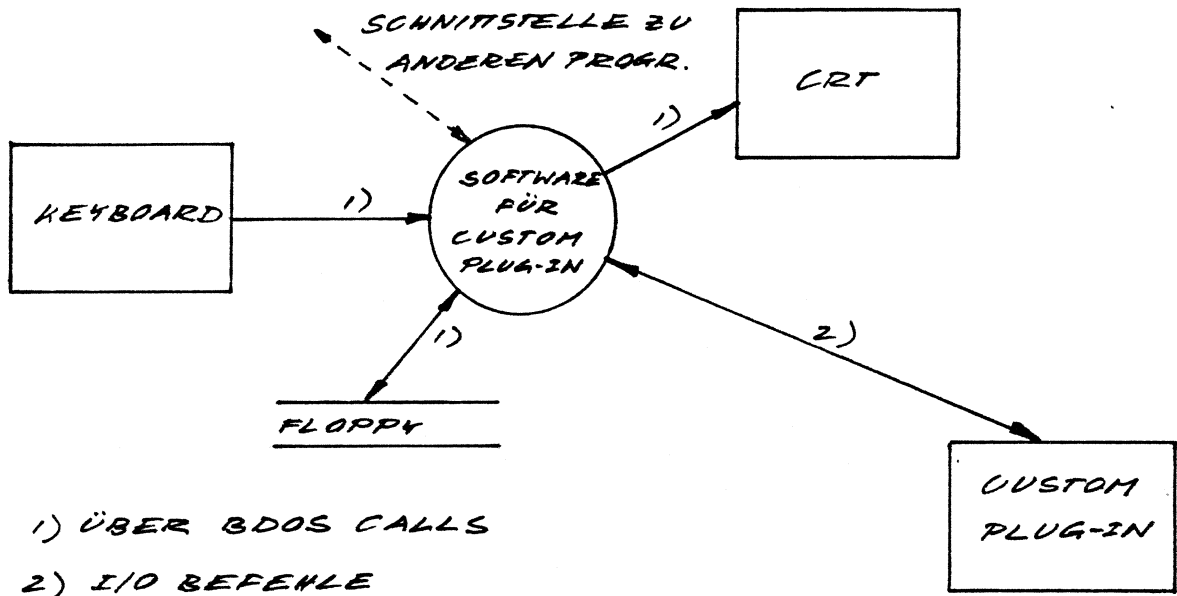 SCHNITTSTELLE ZU
ANDEREN PROGR.
CRT
1)
KEYBOARD
1)
SOFTWARE
FÜR
CUSTOM
PLUG-IN
1)
2)
FLOPPY
CUSTOM
PLUG-IN
1) ÜBER BDOS CALLS
2) I/O BEFEHLE